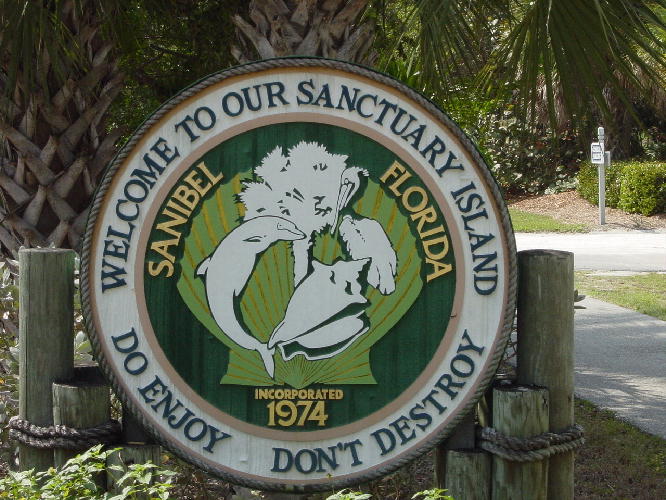 WELCOME TO OUR SANCTUARY ISLAND
SANIBEL FLORIDA
INCORPORATED
1974
DO ENJOY DON'T DESTROY